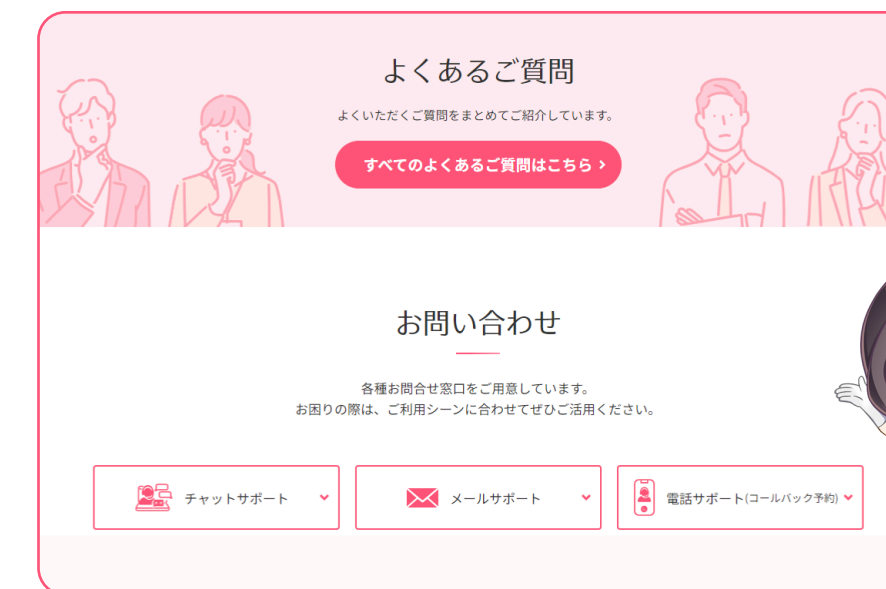 よくあるご質問
よくいただくご質問をまとめてご紹介しています。
すべてのよくあるご質問はこちら
お問い合わせ
各種お問合せ窓口をご用意しています。
お困りの際は、ご利用シーンに合わせてぜひご活用ください。
チャットサポート
メールサポート
電話サポート(コールバック予約)